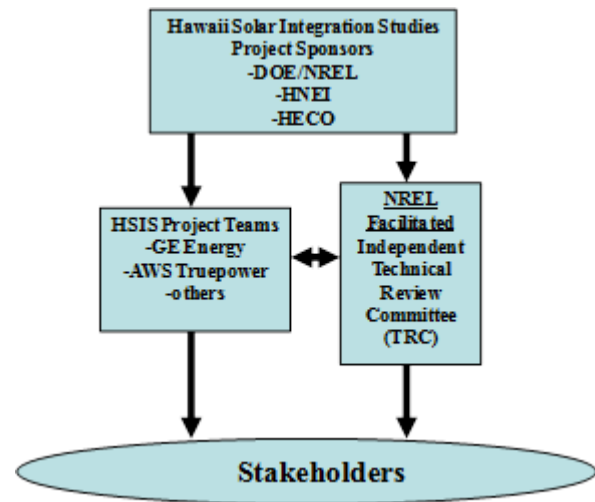 Hawaii Solar Integration Studies
Project Sponsors
-DOE/NREL
-HNEI
-HECO
HSIS Project Teams
-GE Energy
-AWS Truepower
-others
NREL
Facilitated
Independent
Technical
Review
Committee
(TRC)
Stakeholders